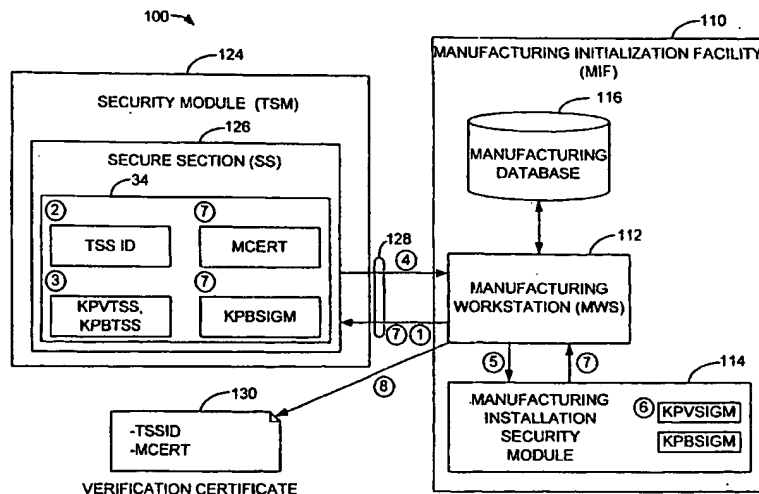 100
124
SECURITY MODULE (TSM)
126
SECURE SECTION (SS)
34
②
TSS ID
⑦
MCERT
③
KPVTSS,
KPBTSS
⑦
KPBSIGM
128
④
⑦ ①
110
MANUFACTURING INITIALIZATION FACILITY
(MIF)
116
MANUFACTURING
DATABASE
112
MANUFACTURING
WORKSTATION (MWS)
⑤
⑦
114
MANUFACTURING
INSTALLATION
SECURITY
MODULE
⑥
KPVSIGM
KPBSIGM
⑧
130
-TSSID
-MCERT
VERIFICATION CERTIFICATE